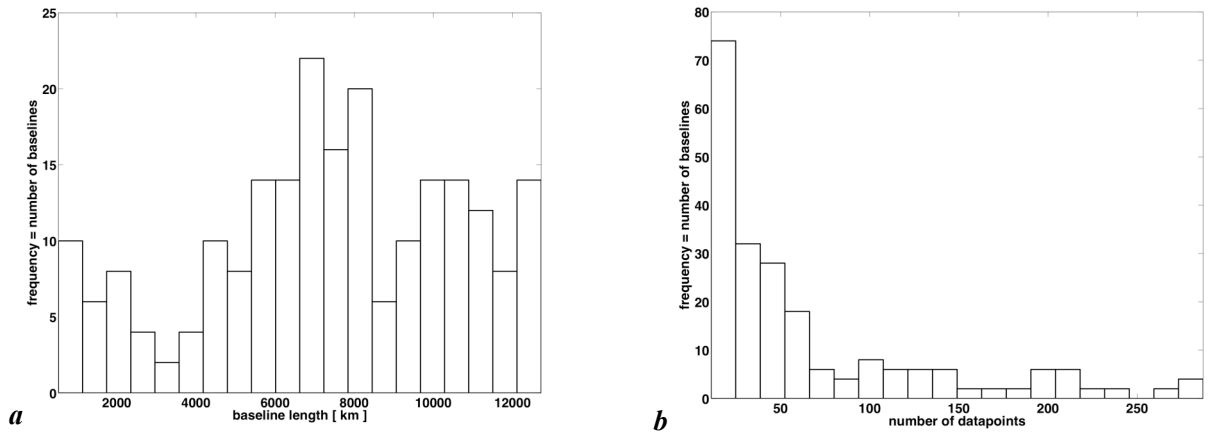 25
20
15
10
5
0
frequency = number of baselines
2000 4000 6000 8000 10000 12000
baseline length [ km ]
a
80
70
60
50
40
30
20
10
0
frequency = number of baselines
50 100 150 200 250
number of datapoints
b